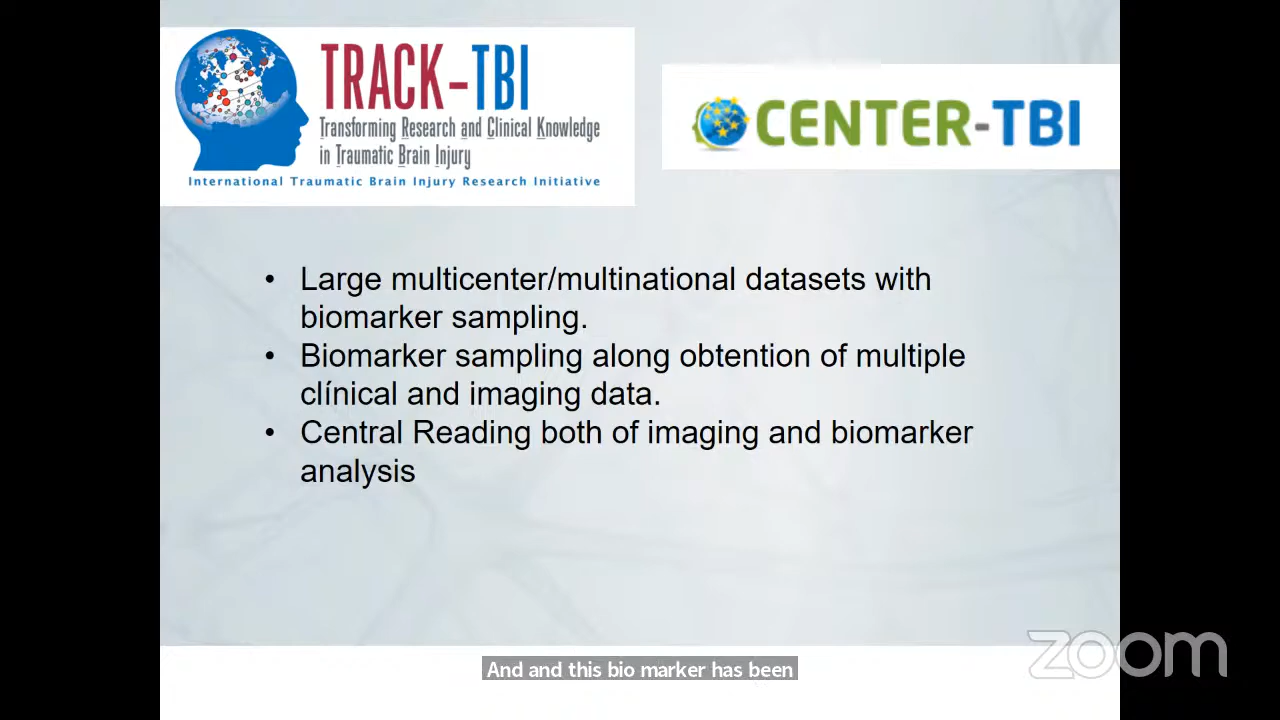 TRACK-TBI
Transforming Research and Clinical Knowledge
in Traumatic Brain Injury
International Traumatic Brain Injury Research Initiative
CENTER-TBI
• Large multicenter/multinational datasets with
biomarker sampling.
• Biomarker sampling along obtention of multiple
clínical and imaging data.
• Central Reading both of imaging and biomarker
analysis
zoom
And and this bio marker has been